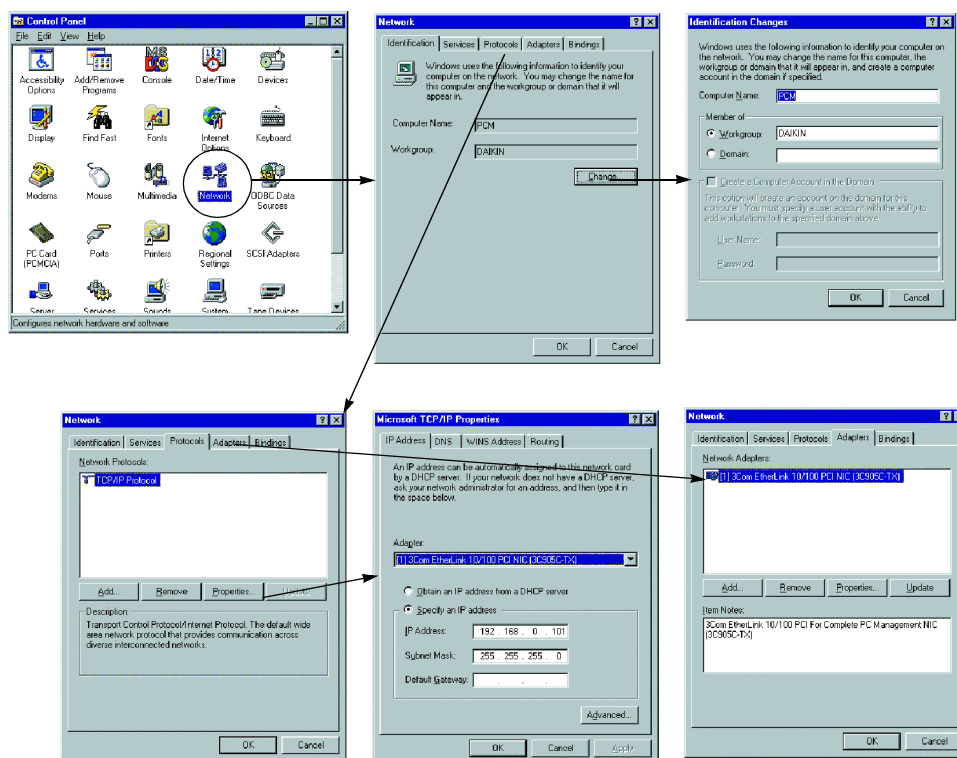 Control Panel
File Edit View Help
Accessibility Options
Add/Remove Programs
MS DOS Console
Date/Time
Devices
Display
Find Fast
Fonts
Internet Options
Keyboard
Modems
Mouse
Multimedia
Network
ODBC Data Sources
PC Card (PCMCIA)
Ports
Printers
Regional Settings
SCSI Adapters
Server
Services
Sounds
System
Tape Devices
Configures network hardware and software
Network
Identification Services Protocols Adapters Bindings
Windows uses the following information to identify your
computer on the network. You may change the name for
this computer and the workgroup or domain that it will
appear in.
Computer Name: PCM
Workgroup: DAIKIN
Change...
OK Cancel
Identification Changes
Windows uses the following information to identify your computer on
the network. You may change the name for this computer, the
workgroup or domain that it will appear in, and create a computer
account in the domain if specified.
Computer Name: PCM
Member of
Workgroup: DAIKIN
Domain:
Create a Computer Account in the Domain
This option will create an account on the domain for this
computer. You must specify a user account with the ability to
add workstations to the specified domain above.
User Name:
Password:
OK Cancel
Network
Identification Services Protocols Adapters Bindings
Network Protocols:
TCP/IP Protocol
Add... Remove Properties... Update
Description:
Transport Control Protocol/Internet Protocol. The default wide
area network protocol that provides communication across
diverse interconnected networks.
OK Cancel
Microsoft TCP/IP Properties
IP Address DNS WINS Address Routing
An IP address can be automatically assigned to this network card
by a DHCP server. If your network does not have a DHCP server,
ask your network administrator for an address, and then type it in
the space below.
Adapter:
[1] 3Com EtherLink 10/100 PCI NIC (3C905C-TX)
Obtain an IP address from a DHCP server
Specify an IP address
IP Address: 192 . 168 . 0 . 101
Subnet Mask: 255 . 255 . 255 . 0
Default Gateway: . . .
Advanced...
OK Cancel Apply
Network
Identification Services Protocols Adapters Bindings
Network Adapters:
[1] 3Com EtherLink 10/100 PCI NIC (3C905C-TX)
Add... Remove Properties... Update
Item Notes:
3Com EtherLink 10/100 PCI For Complete PC Management NIC
(3C905C-TX)
OK Cancel